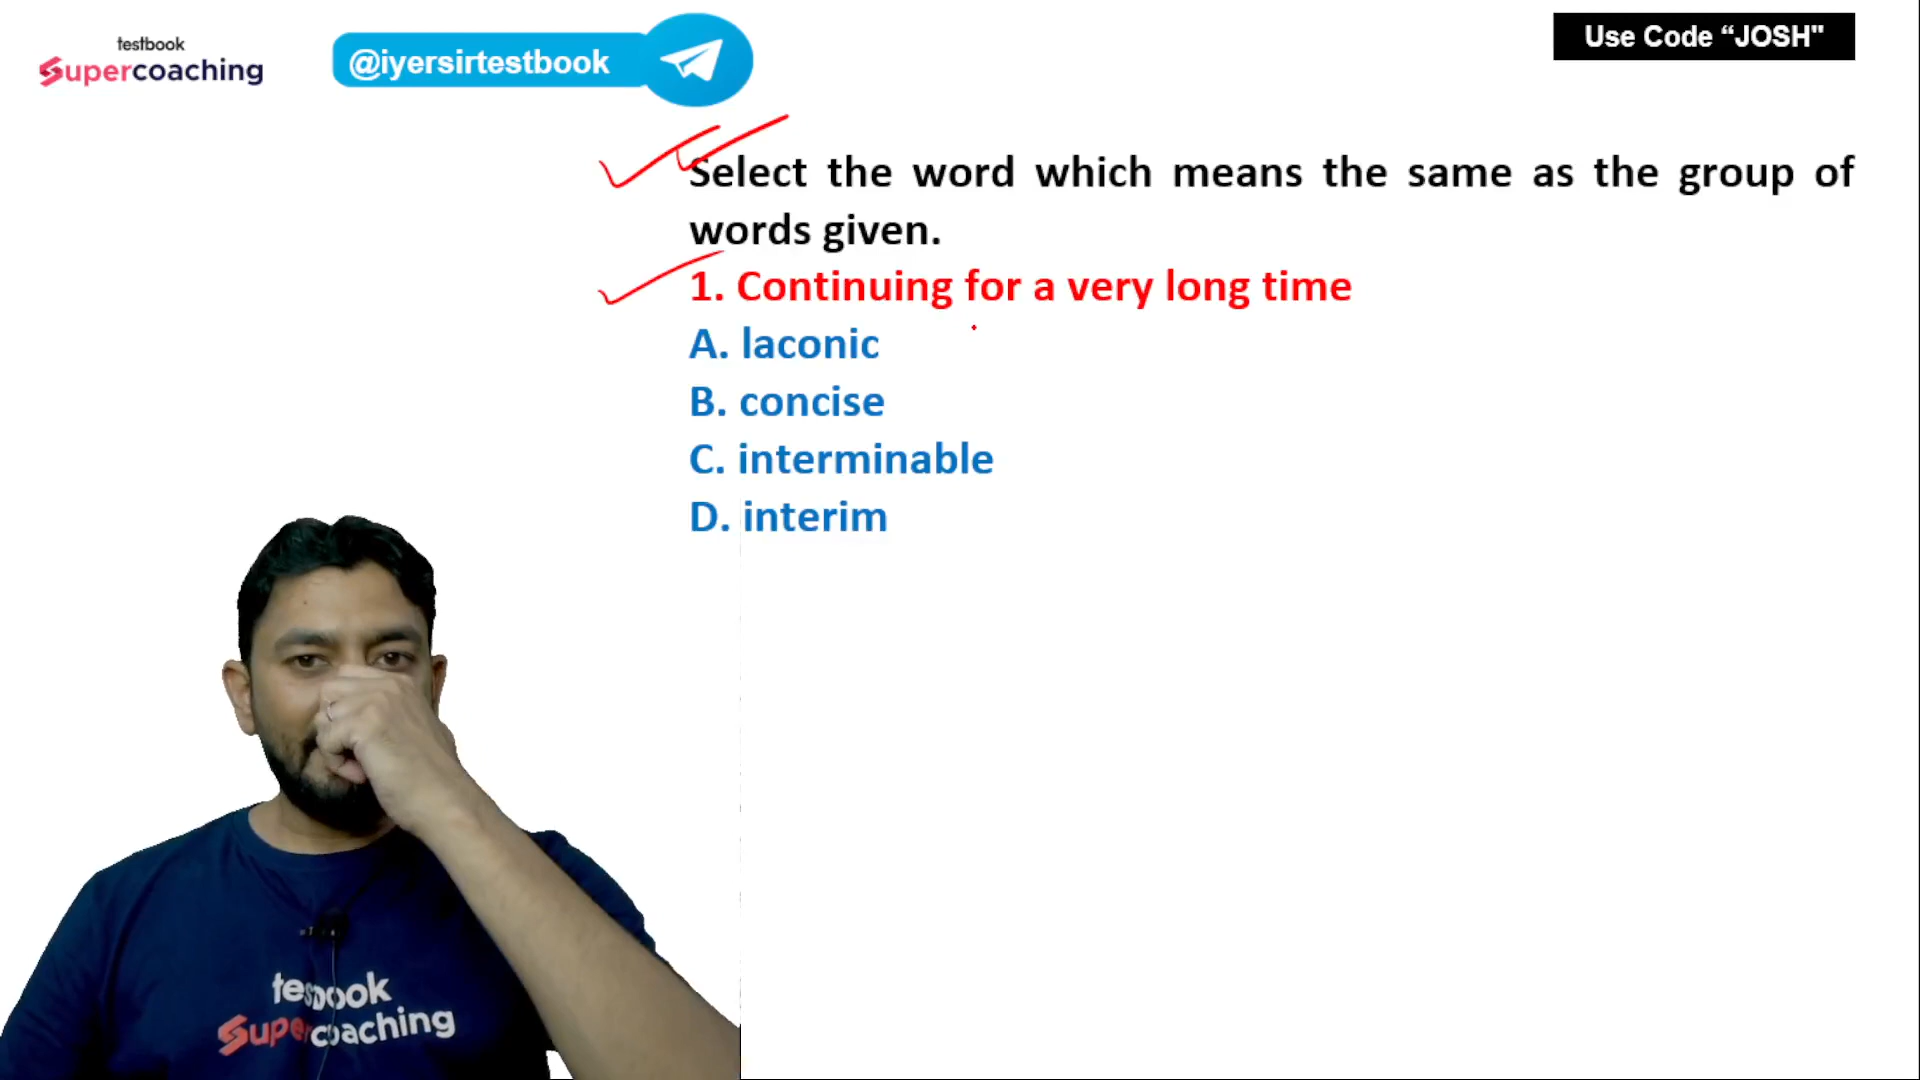 testbook
Supercoaching
@iyersirtestbook
Use Code “JOSH"
Select the word which means the same as the group of
words given.
1. Continuing for a very long time
A. laconic
B. concise
C. interminable
D. interim
testbook
Supercoaching